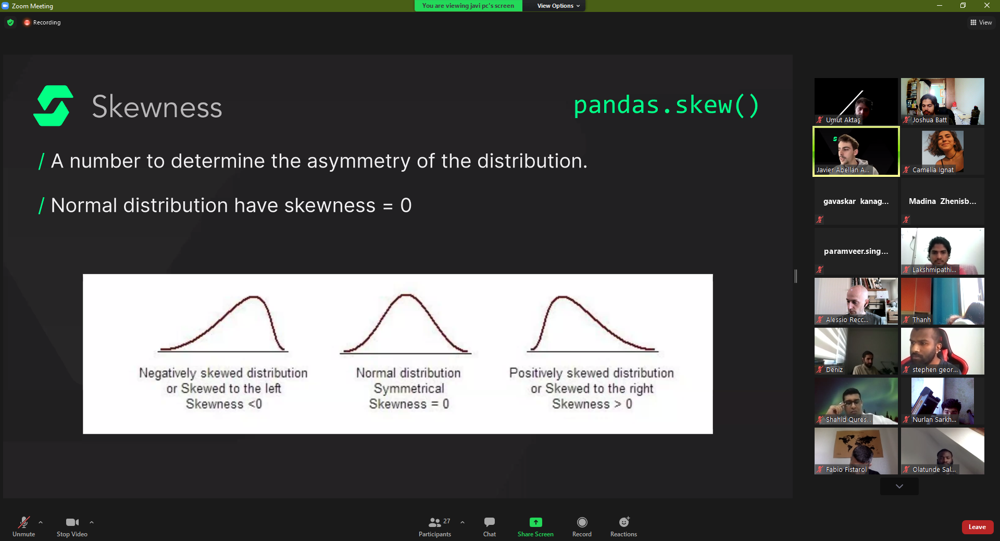 Zoom Meeting
You are viewing javi pc's screen
View Options
Recording
View
Skewness
pandas.skew()
/ A number to determine the asymmetry of the distribution.
/ Normal distribution have skewness = 0
Negatively skewed distribution
or Skewed to the left
Skewness <0
Normal distribution
Symmetrical
Skewness = 0
Positively skewed distribution
or Skewed to the right
Skewness > 0
Umut Aktaş
Joshua Batt
Javier Abellán A...
Camelia Ignat
gavaskar kanag...
Madina Zhenisb...
paramveer.sing...
Lakshmipathi...
Alessio Recc...
Thanh
Deniz
stephen geor...
Shahid Qures...
Nurlan Sarkh...
Fabio Fistarol
Olatunde Sal...
Unmute
Stop Video
27
Participants
Chat
Share Screen
Record
Reactions
Leave